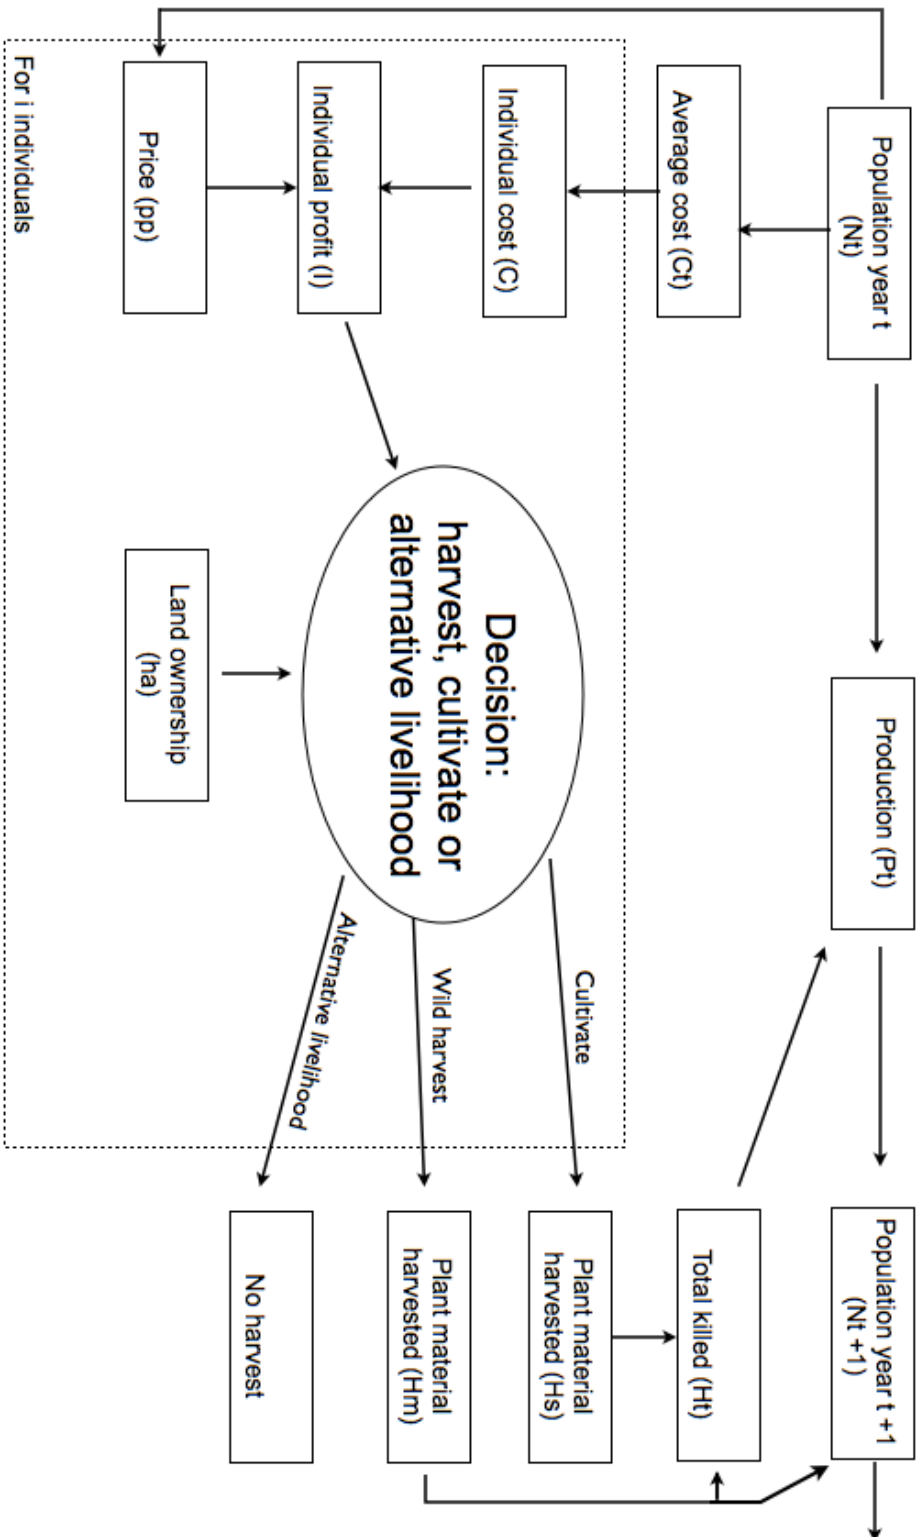 Population year t
(Nt)
Production (Pt)
Population year t +1
(Nt +1)
Average cost (Ct)
Total killed (Ht)
Individual cost (C)
Cultivate
Plant material
harvested (Hs)
Decision:
harvest, cultivate or
alternative livelihood
Wild harvest
Plant material
harvested (Hm)
Individual profit (I)
Alternative livelihood
No harvest
Price (pp)
Land ownership
(ha)
For i individuals